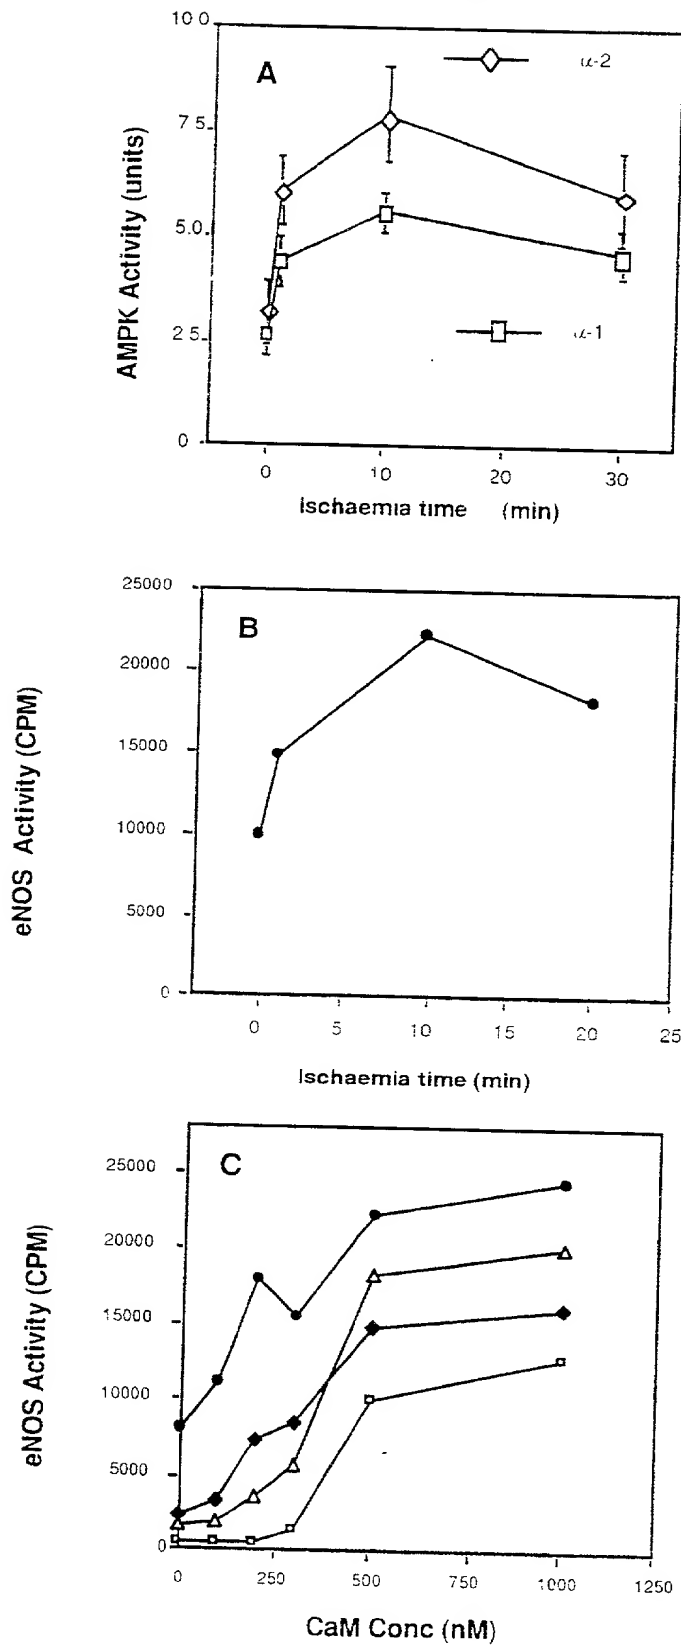 10 0
A
α-2
7 5
5.0
α-1
2 5
0
AMPK Activity (units)
0 10 20 30
Ischaemia time (min)
25000
B
20000
15000
10000
5000
0
eNOS Activity (CPM)
0 5 10 15 20 25
Ischaemia time (min)
25000
C
20000
15000
10000
5000
0
eNOS Activity (CPM)
0 250 500 750 1000 1250
CaM Conc (nM)